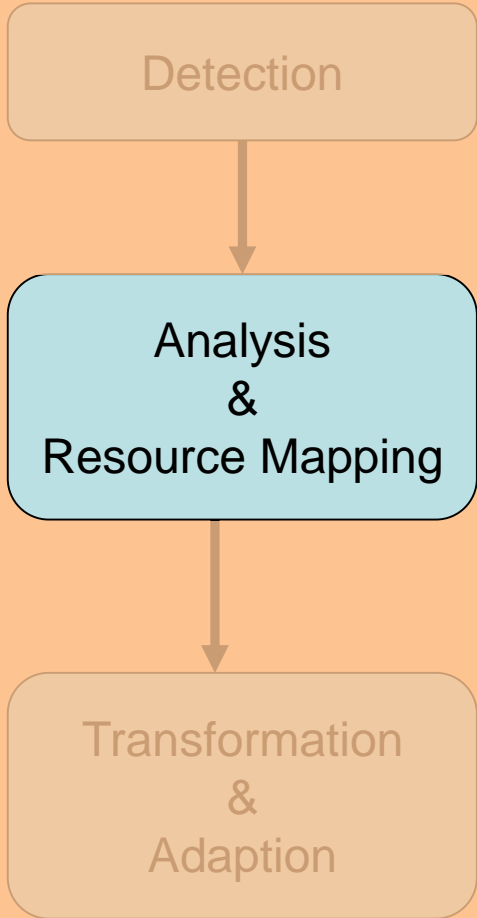 Detection
Analysis
&
Resource Mapping
Transformation
&
Adaption